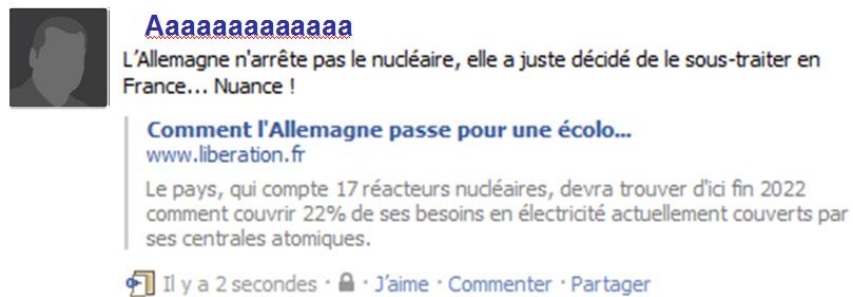 Aaaaaaaaaaaaa
L'Allemagne n'arrête pas le nucléaire, elle a juste décidé de le sous-traiter en
France... Nuance !
Comment l'Allemagne passe pour une écolo...
www.liberation.fr
Le pays, qui compte 17 réacteurs nucléaires, devra trouver d'ici fin 2022
comment couvrir 22% de ses besoins en électricité actuellement couverts par
ses centrales atomiques.
Il y a 2 secondes · · J'aime · Commenter · Partager